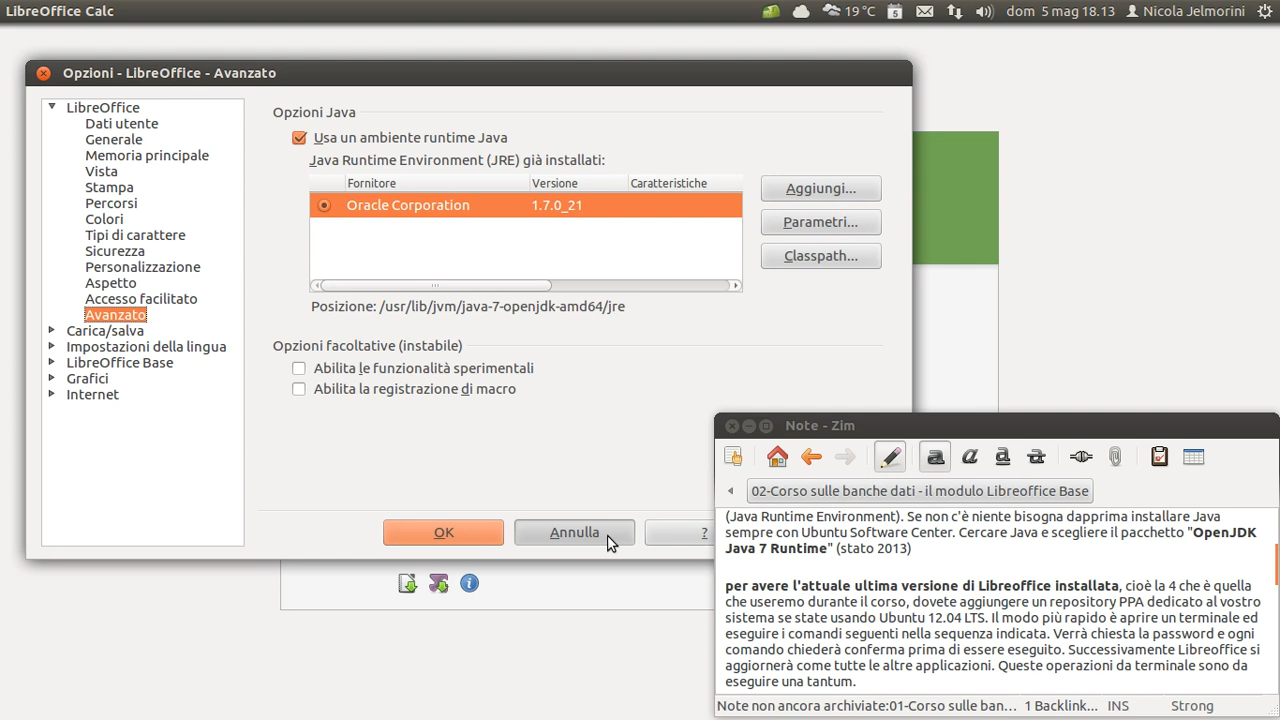 LibreOffice Calc
19 °C
5
dom 5 mag 18.13
Nicola Jelmorini
Opzioni - LibreOffice - Avanzato
LibreOffice
Dati utente
Generale
Memoria principale
Vista
Stampa
Percorsi
Colori
Tipi di carattere
Sicurezza
Personalizzazione
Aspetto
Accesso facilitato
Avanzato
Carica/salva
Impostazioni della lingua
LibreOffice Base
Grafici
Internet
Opzioni Java
Usa un ambiente runtime Java
Java Runtime Environment (JRE) già installati:
Fornitore Versione Caratteristiche
Oracle Corporation 1.7.0_21
Aggiungi...
Parametri...
Classpath...
Posizione: /usr/lib/jvm/java-7-openjdk-amd64/jre
Opzioni facoltative (instabile)
Abilita le funzionalità sperimentali
Abilita la registrazione di macro
OK
Annulla
?
Note - Zim
a a a a
02-Corso sulle banche dati - il modulo Libreoffice Base
(Java Runtime Environment). Se non c'è niente bisogna dapprima installare Java
sempre con Ubuntu Software Center. Cercare Java e scegliere il pacchetto "OpenJDK
Java 7 Runtime" (stato 2013)
per avere l'attuale ultima versione di Libreoffice installata, cioè la 4 che è quella
che useremo durante il corso, dovete aggiungere un repository PPA dedicato al vostro
sistema se state usando Ubuntu 12.04 LTS. Il modo più rapido è aprire un terminale ed
eseguire i comandi seguenti nella sequenza indicata. Verrà chiesta la password e ogni
comando chiederà conferma prima di essere eseguito. Successivamente Libreoffice si
aggiornerà come tutte le altre applicazioni. Queste operazioni da terminale sono da
eseguire una tantum.
Note non ancora archiviate:01-Corso sulle ban... 1 Backlink... INS Strong